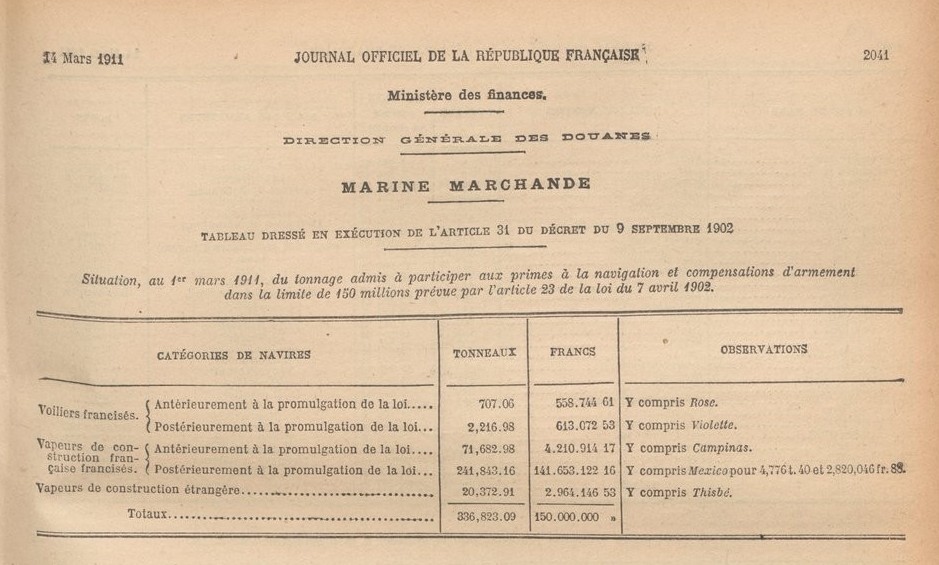 14 Mars 1911 JOURNAL OFFICIEL DE LA RÉPUBLIQUE FRANÇAISE 2041
Ministère des finances.
DIRECTION GÉNÉRALE DES DOUANES
MARINE MARCHANDE
TABLEAU DRESSÉ EN EXÉCUTION DE L'ARTICLE 31 DU DÉCRET DU 9 SEPTEMBRE 1902
Situation, au 1er mars 1911, du tonnage admis à participer aux primes à la navigation et compensations d'armement
dans la limite de 150 millions prévue par l'article 23 de la loi du 7 avril 1902.
CATÉGORIES DE NAVIRES TONNEAUX FRANCS OBSERVATIONS
Voiliers francisés. { Antérieurement à la promulgation de la loi..... 707.06 558.744 61 Y compris Rose.
Postérieurement à la promulgation de la loi... 2,216.98 613.072 53 Y compris Violette.
Vapeurs de construction française francisés. { Antérieurement à la promulgation de la loi..... 71,682.98 4.210.914 17 Y compris Campinas.
Postérieurement à la promulgation de la loi... 241,843.16 141.653.122 16 Y compris Mexico pour 4,776 t. 40 et 2,820,046 fr. 88.
Vapeurs de construction étrangère................................ 20,372.91 2.964.146 53 Y compris Thisbé.
Totaux............................................. 336,823.09 150.000.000 »